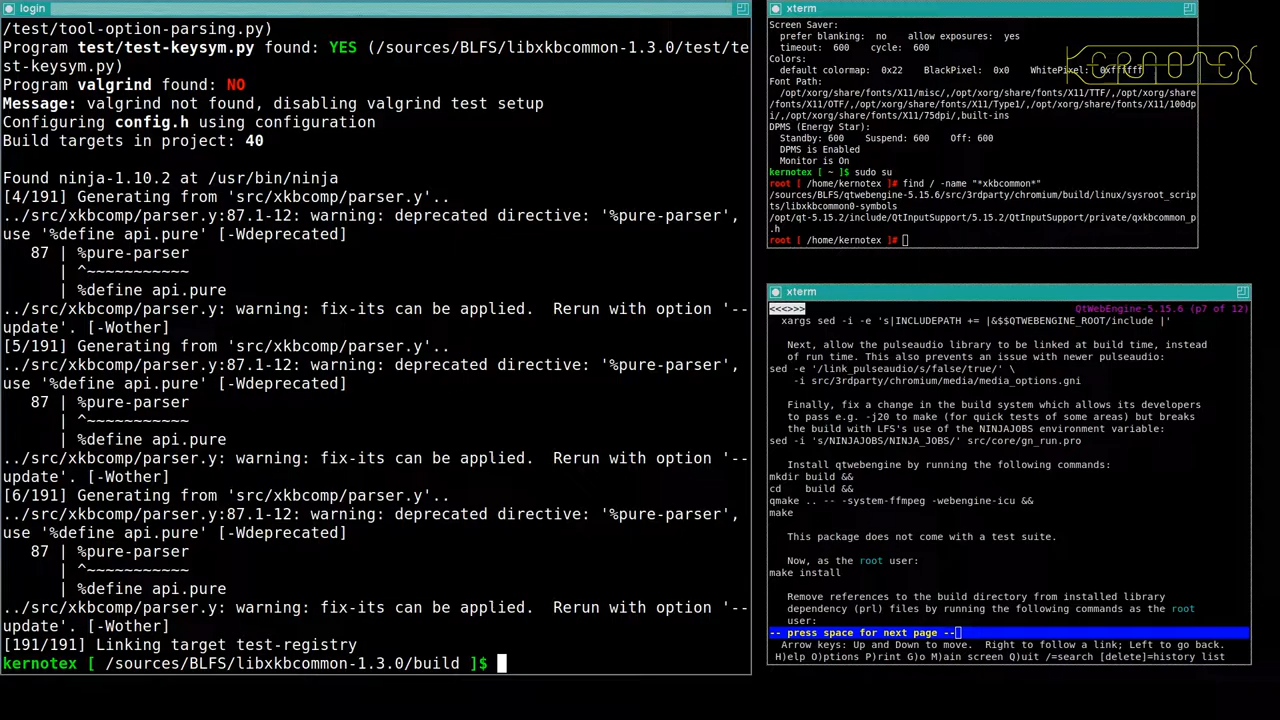 login
/test/tool-option-parsing.py)
Program test/test-keysym.py found: YES (/sources/BLFS/libxkbcommon-1.3.0/test/te
st-keysym.py)
Program valgrind found: NO
Message: valgrind not found, disabling valgrind test setup
Configuring config.h using configuration
Build targets in project: 40
Found ninja-1.10.2 at /usr/bin/ninja
[4/191] Generating from 'src/xkbcomp/parser.y'..
../src/xkbcomp/parser.y:87.1-12: warning: deprecated directive: '%pure-parser',
use '%define api.pure' [-Wdeprecated]
   87 | %pure-parser
      | ^~~~~~~~~~~~
      | %define api.pure
../src/xkbcomp/parser.y: warning: fix-its can be applied.  Rerun with option '--
update'. [-Wother]
[5/191] Generating from 'src/xkbcomp/parser.y'..
../src/xkbcomp/parser.y:87.1-12: warning: deprecated directive: '%pure-parser',
use '%define api.pure' [-Wdeprecated]
   87 | %pure-parser
      | ^~~~~~~~~~~~
      | %define api.pure
../src/xkbcomp/parser.y: warning: fix-its can be applied.  Rerun with option '--
update'. [-Wother]
[6/191] Generating from 'src/xkbcomp/parser.y'..
../src/xkbcomp/parser.y:87.1-12: warning: deprecated directive: '%pure-parser',
use '%define api.pure' [-Wdeprecated]
   87 | %pure-parser
      | ^~~~~~~~~~~~
      | %define api.pure
../src/xkbcomp/parser.y: warning: fix-its can be applied.  Rerun with option '--
update'. [-Wother]
[191/191] Linking target test-registry
kernotex [ /sources/BLFS/libxkbcommon-1.3.0/build ]$
xterm
Screen Saver:
  prefer blanking:  no    allow exposures:  yes
  timeout:  600    cycle:  600
Colors:
  default colormap:  0x22    BlackPixel:  0x0    WhitePixel:  0xffffff
Font Path:
  /opt/xorg/share/fonts/X11/misc/,/opt/xorg/share/fonts/X11/TTF/,/opt/xorg/share
/fonts/X11/OTF/,/opt/xorg/share/fonts/X11/Type1/,/opt/xorg/share/fonts/X11/100dp
i/,/opt/xorg/share/fonts/X11/75dpi/,built-ins
DPMS (Energy Star):
  Standby: 600    Suspend: 600    Off: 600
  DPMS is Enabled
  Monitor is On
kernotex [ ~ ]$ sudo su
root [ /home/kernotex ]# find / -name "*xkbcommon*"
/sources/BLFS/qtwebengine-5.15.6/src/3rdparty/chromium/build/linux/sysroot_scrip
ts/libxkbcommon0-symbols
/opt/qt-5.15.2/include/QtInputSupport/5.15.2/QtInputSupport/private/qxkbcommon_p
.h
root [ /home/kernotex ]#
KERNOTEX
xterm
<<<>>> QtWebEngine-5.15.6 (p7 of 12)
  xargs sed -i -e 's|INCLUDEPATH += |&$$QTWEBENGINE_ROOT/include |'
   Next, allow the pulseaudio library to be linked at build time, instead
   of run time. This also prevents an issue with newer pulseaudio:
sed -e '/link_pulseaudio/s/false/true/' \
    -i src/3rdparty/chromium/media/media_options.gni
   Finally, fix a change in the build system which allows its developers
   to pass e.g. -j20 to make (for quick tests of some areas) but breaks
   the build with LFS's use of the NINJAJOBS environment variable:
sed -i 's/NINJAJOBS/NINJA_JOBS/' src/core/gn_run.pro
   Install qtwebengine by running the following commands:
mkdir build &&
cd    build &&
qmake .. -- -system-ffmpeg -webengine-icu &&
make
   This package does not come with a test suite.
   Now, as the root user:
make install
   Remove references to the build directory from installed library
   dependency (prl) files by running the following commands as the root
   user:
-- press space for next page --
  Arrow keys: Up and Down to move.  Right to follow a link; Left to go back.
 H)elp O)ptions P)rint G)o M)ain screen Q)uit /=search [delete]=history list